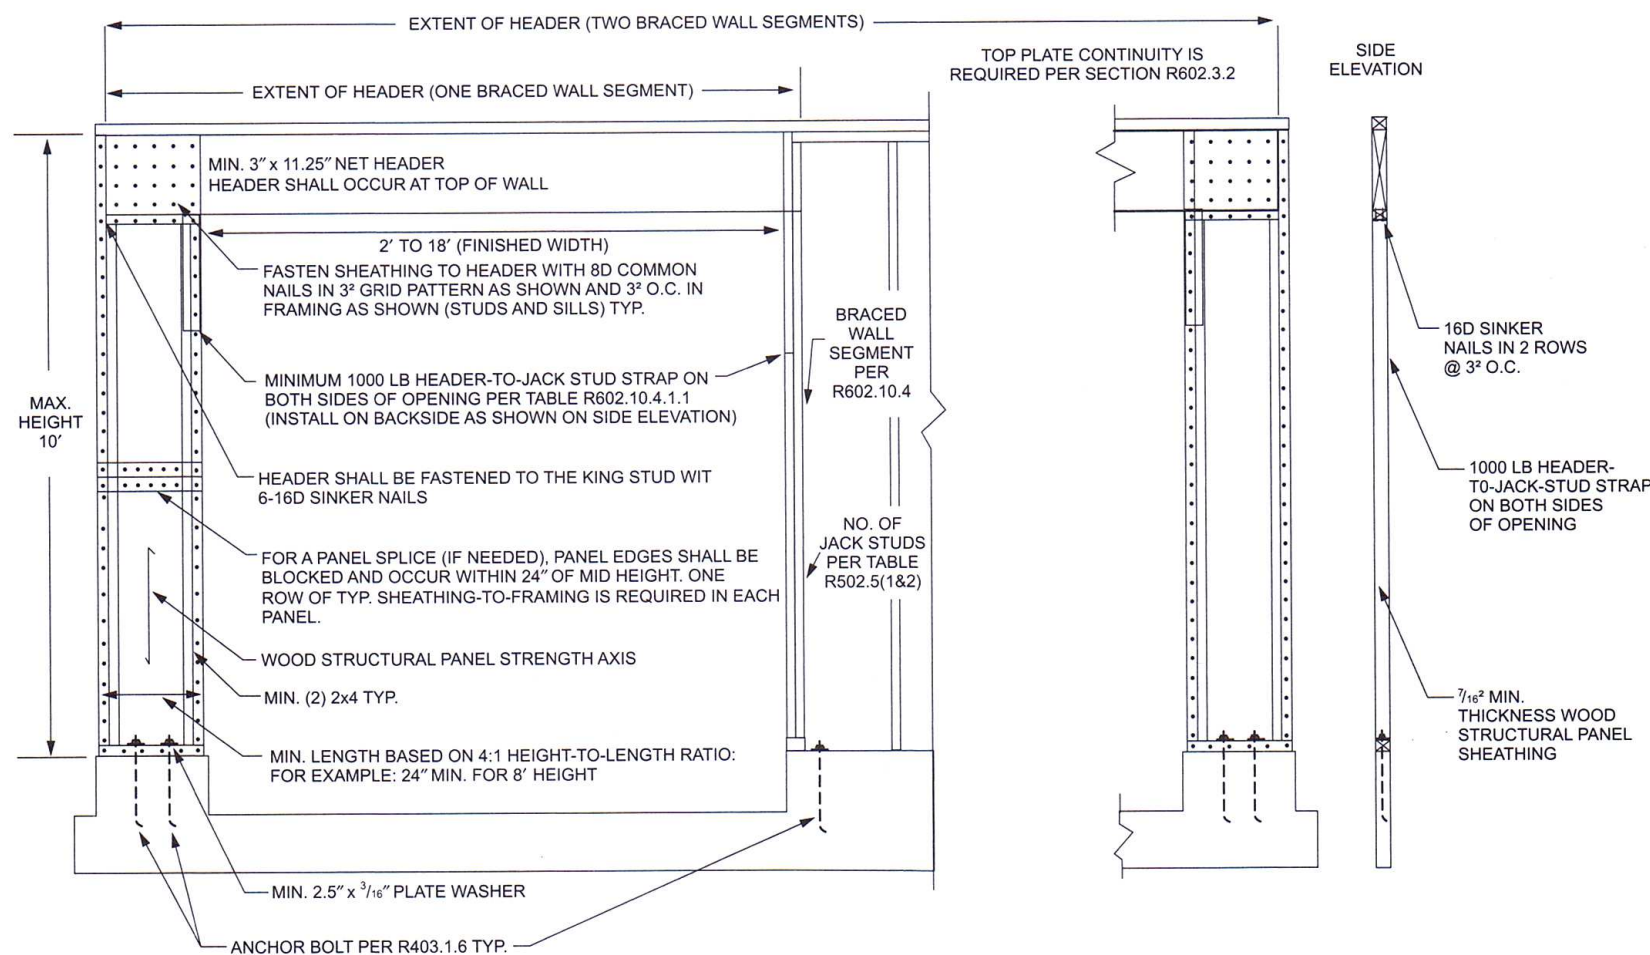 EXTENT OF HEADER (TWO BRACED WALL SEGMENTS)
TOP PLATE CONTINUITY IS
REQUIRED PER SECTION R602.3.2
SIDE
ELEVATION
EXTENT OF HEADER (ONE BRACED WALL SEGMENT)
MIN. 3″ x 11.25″ NET HEADER
HEADER SHALL OCCUR AT TOP OF WALL
2′ TO 18′ (FINISHED WIDTH)
FASTEN SHEATHING TO HEADER WITH 8D COMMON
NAILS IN 3² GRID PATTERN AS SHOWN AND 3² O.C. IN
FRAMING AS SHOWN (STUDS AND SILLS) TYP.
MINIMUM 1000 LB HEADER-TO-JACK STUD STRAP ON
BOTH SIDES OF OPENING PER TABLE R602.10.4.1.1
(INSTALL ON BACKSIDE AS SHOWN ON SIDE ELEVATION)
MAX.
HEIGHT
10′
HEADER SHALL BE FASTENED TO THE KING STUD WIT
6-16D SINKER NAILS
FOR A PANEL SPLICE (IF NEEDED), PANEL EDGES SHALL BE
BLOCKED AND OCCUR WITHIN 24″ OF MID HEIGHT. ONE
ROW OF TYP. SHEATHING-TO-FRAMING IS REQUIRED IN EACH
PANEL.
WOOD STRUCTURAL PANEL STRENGTH AXIS
MIN. (2) 2x4 TYP.
MIN. LENGTH BASED ON 4:1 HEIGHT-TO-LENGTH RATIO:
FOR EXAMPLE: 24″ MIN. FOR 8′ HEIGHT
MIN. 2.5″ x 3/16″ PLATE WASHER
ANCHOR BOLT PER R403.1.6 TYP.
BRACED
WALL
SEGMENT
PER
R602.10.4
NO. OF
JACK STUDS
PER TABLE
R502.5(1&2)
16D SINKER
NAILS IN 2 ROWS
@ 3² O.C.
1000 LB HEADER-
T0-JACK-STUD STRAP
ON BOTH SIDES
OF OPENING
7/16² MIN.
THICKNESS WOOD
STRUCTURAL PANEL
SHEATHING